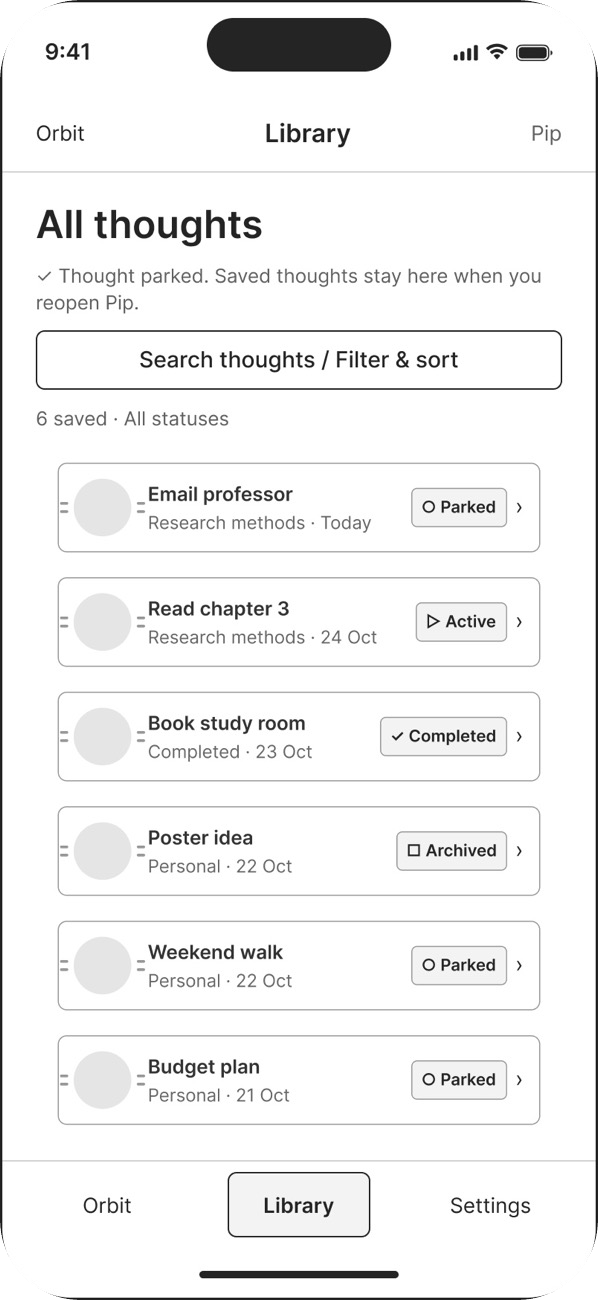 9:41
Orbit
Library
Pip
All thoughts
✓ Thought parked. Saved thoughts stay here when you
reopen Pip.
Search thoughts / Filter & sort
6 saved · All statuses
Email professor
Research methods · Today
○ Parked ›
Read chapter 3
Research methods · 24 Oct
▷ Active ›
Book study room
Completed · 23 Oct
✓ Completed ›
Poster idea
Personal · 22 Oct
□ Archived ›
Weekend walk
Personal · 22 Oct
○ Parked ›
Budget plan
Personal · 21 Oct
○ Parked ›
Orbit
Library
Settings